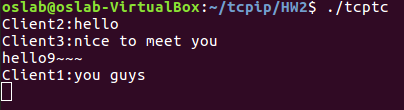 oslab@oslab-VirtualBox:~/tcpip/HW2$ ./tcptc
Client2:hello
Client3:nice to meet you
hello9~~~
Client1:you guys